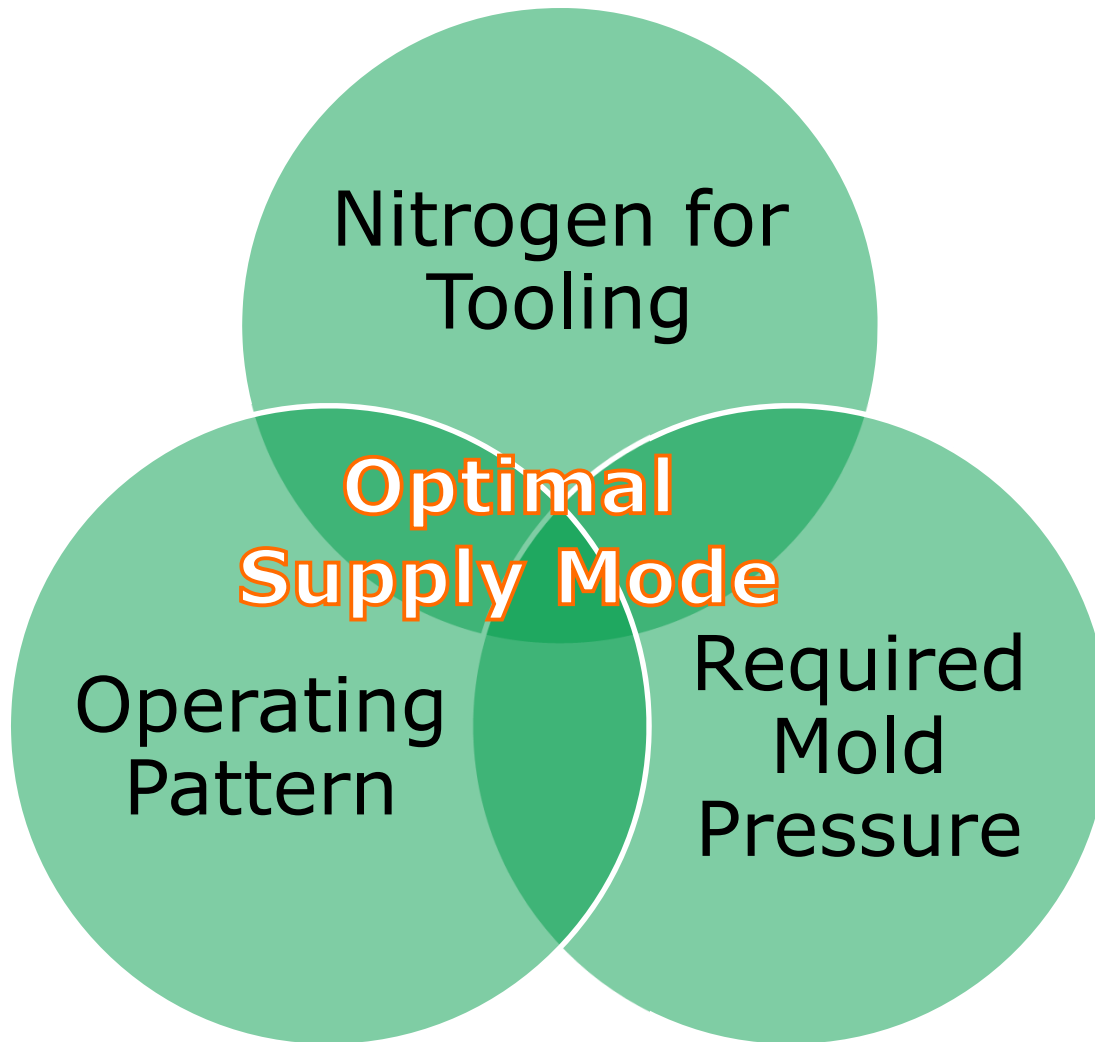 Nitrogen for
Tooling
Optimal
Supply Mode
Operating
Pattern
Required
Mold
Pressure